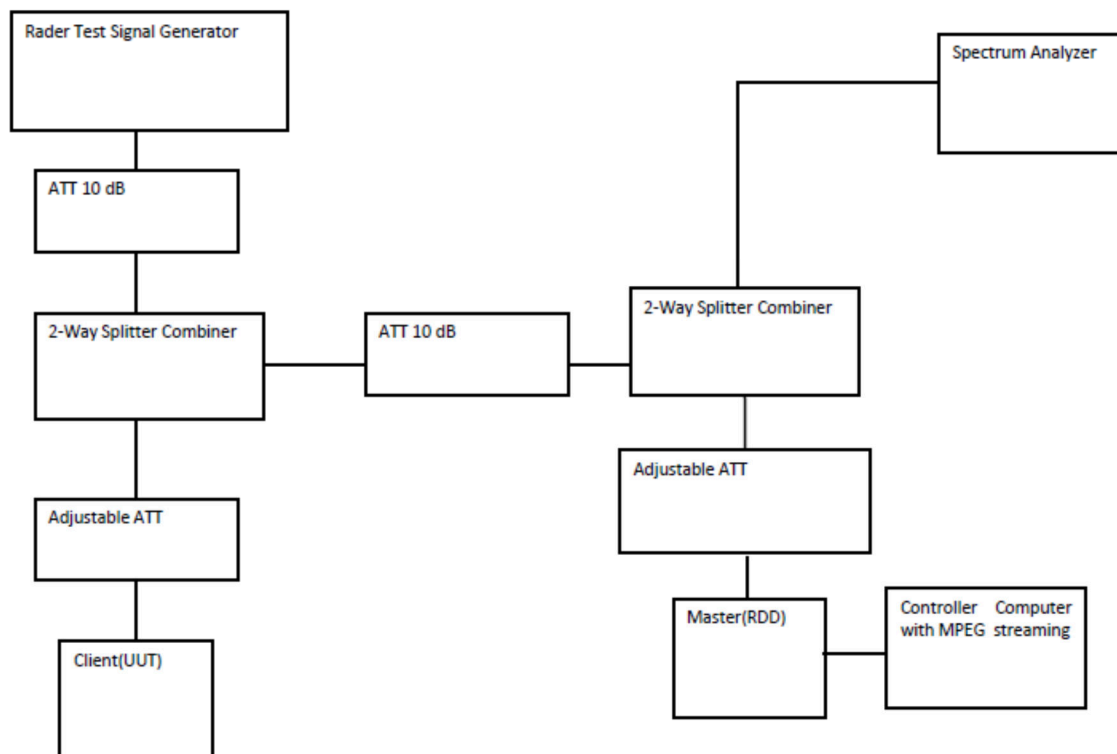 Rader Test Signal Generator
Spectrum Analyzer
ATT 10 dB
2-Way Splitter Combiner
ATT 10 dB
2-Way Splitter Combiner
Adjustable ATT
Adjustable ATT
Client(UUT)
Master(RDD)
Controller Computer
with MPEG streaming